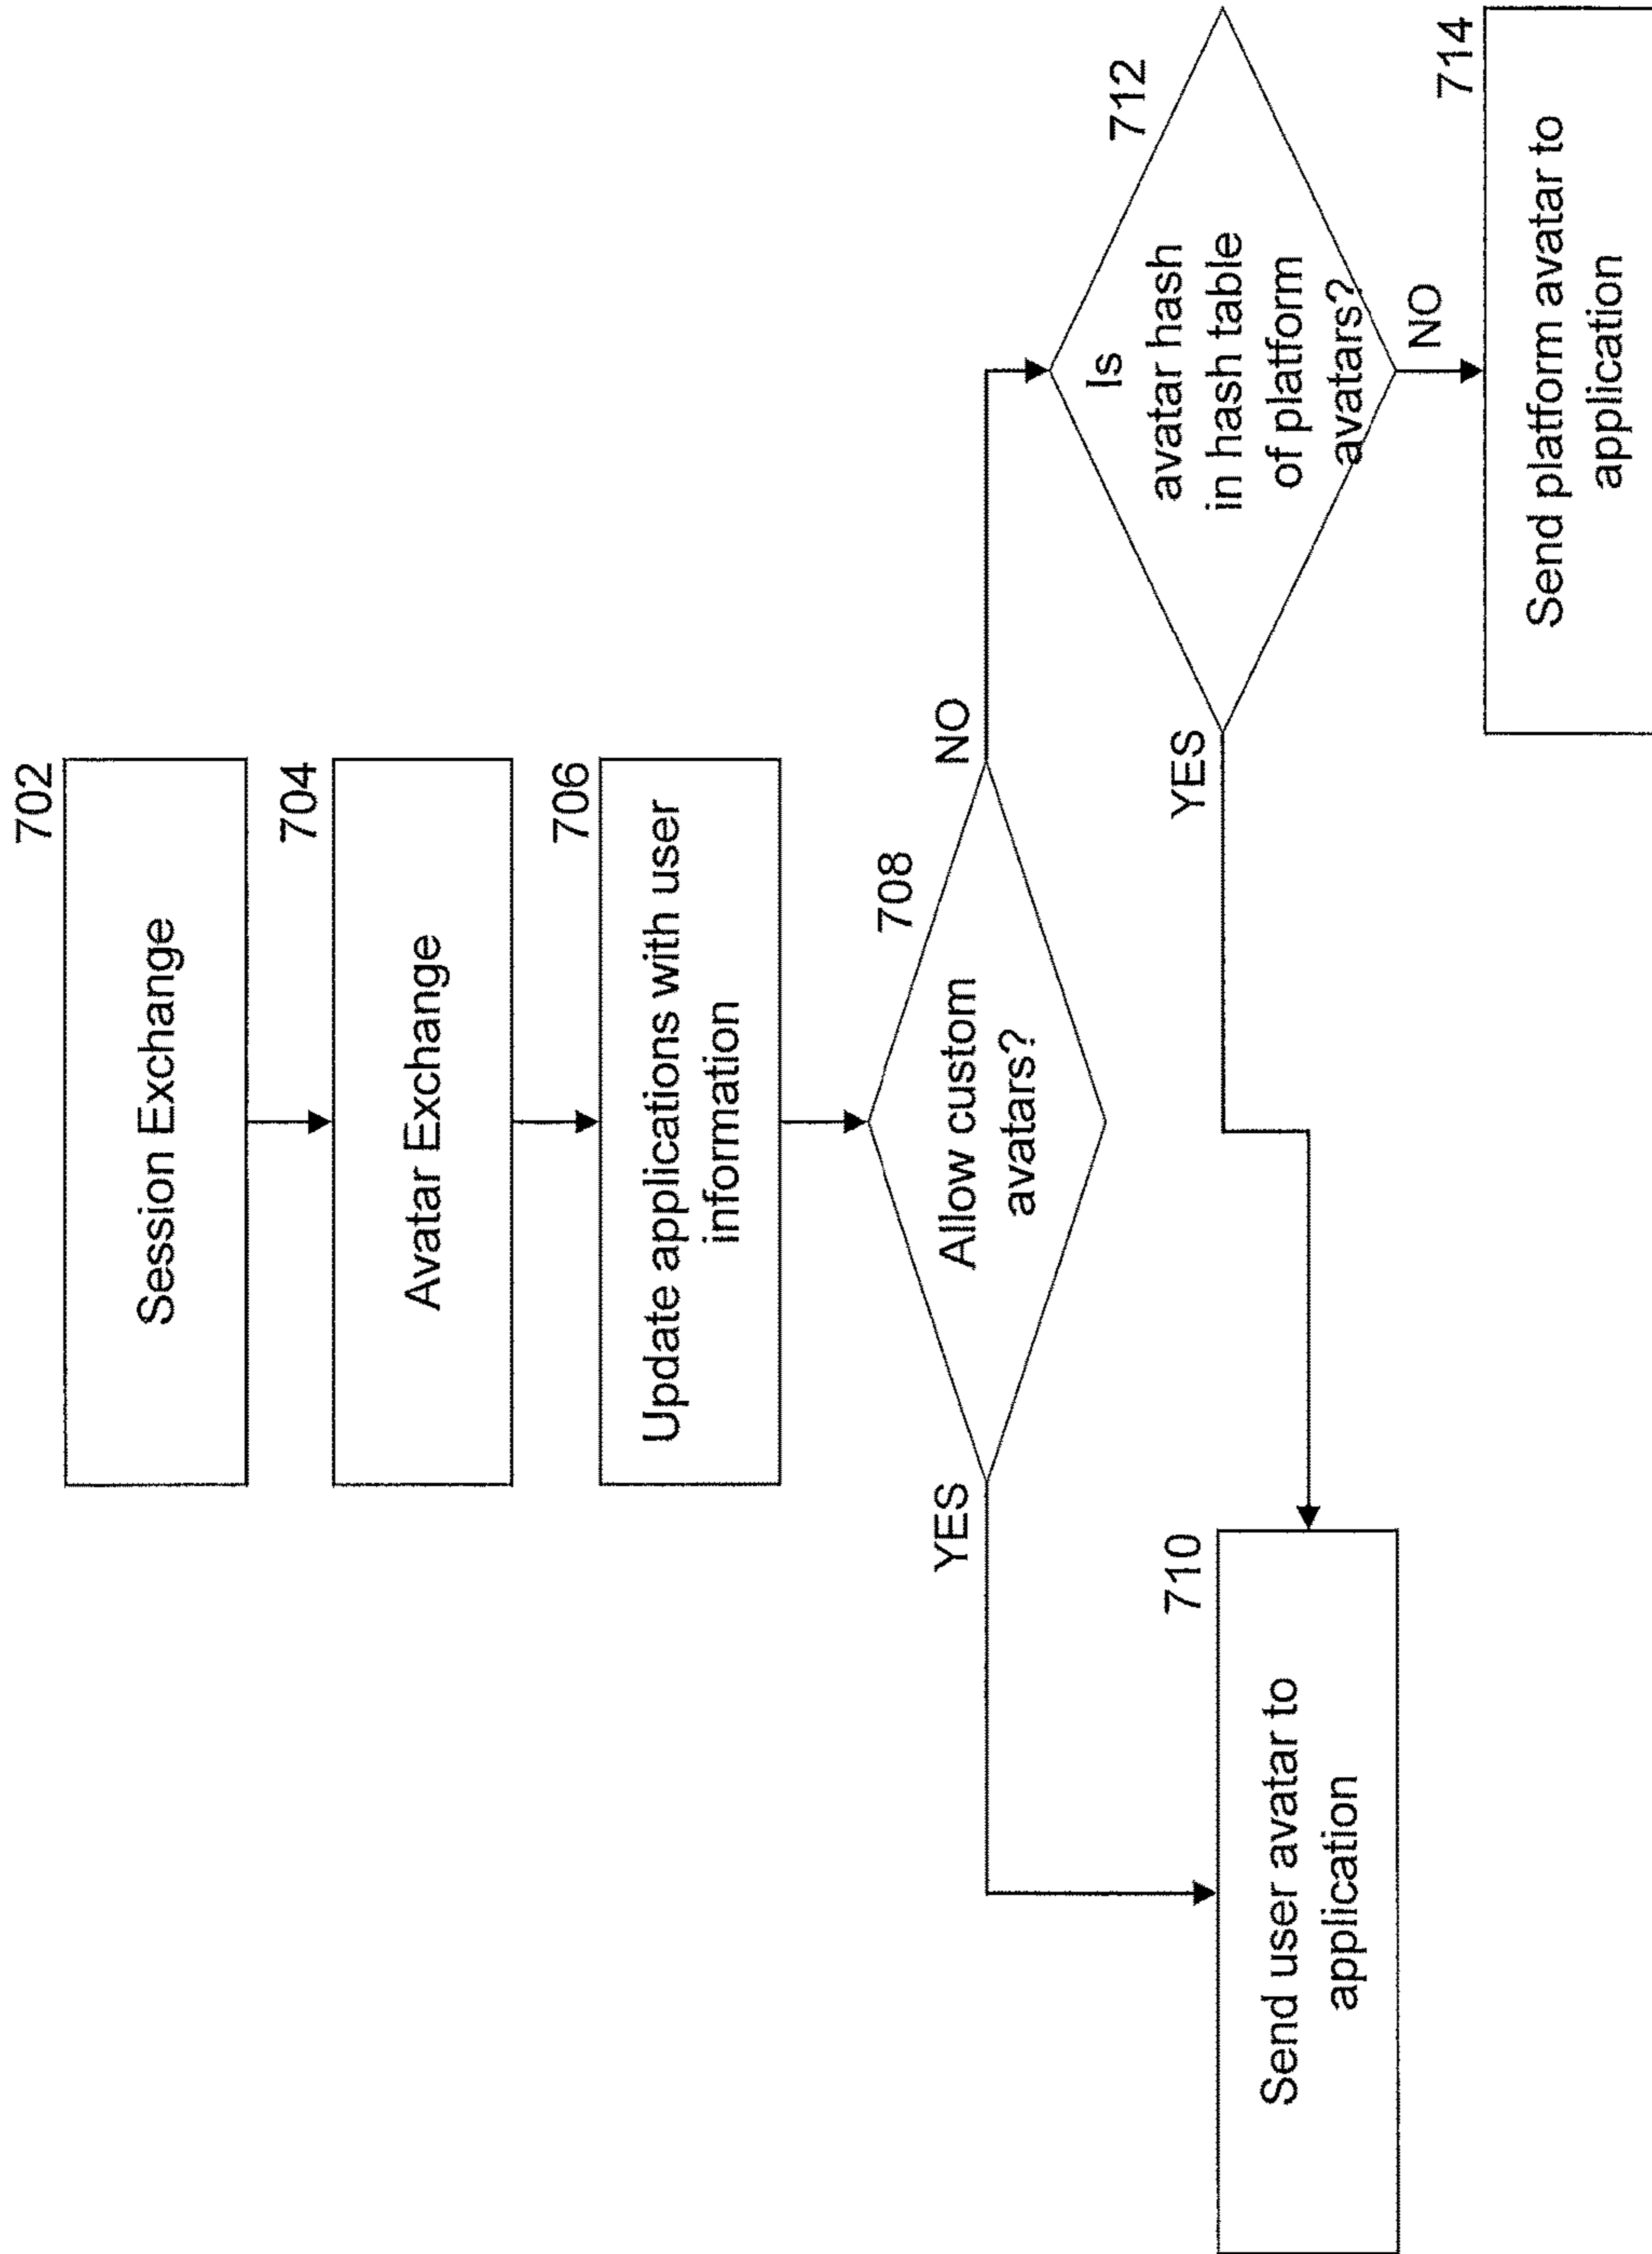 702
Session Exchange
704
Avatar Exchange
706
Update applications with user
information
708
Allow custom
avatars?
YES
NO
710
Send user avatar to
application
712
Is
avatar hash
in hash table
of platform
avatars?
YES
NO
714
Send platform avatar to
application